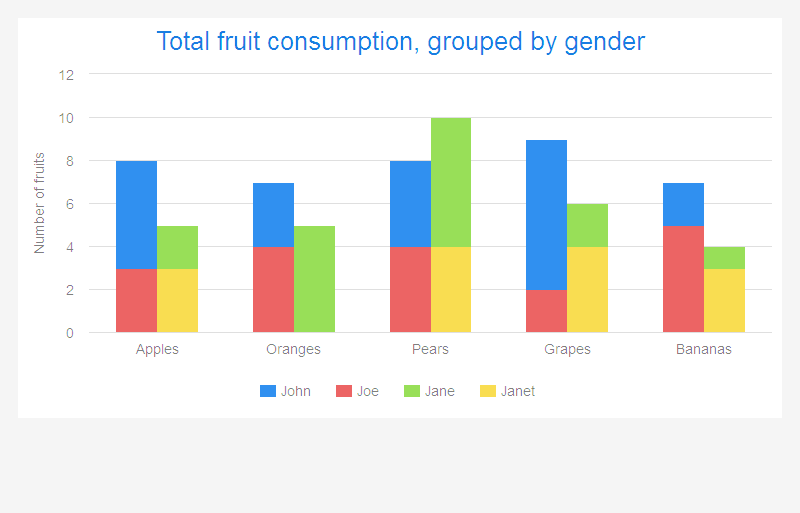 Total fruit consumption, grouped by gender
Number of fruits
12
10
8
6
4
2
0
Apples Oranges Pears Grapes Bananas
John Joe Jane Janet